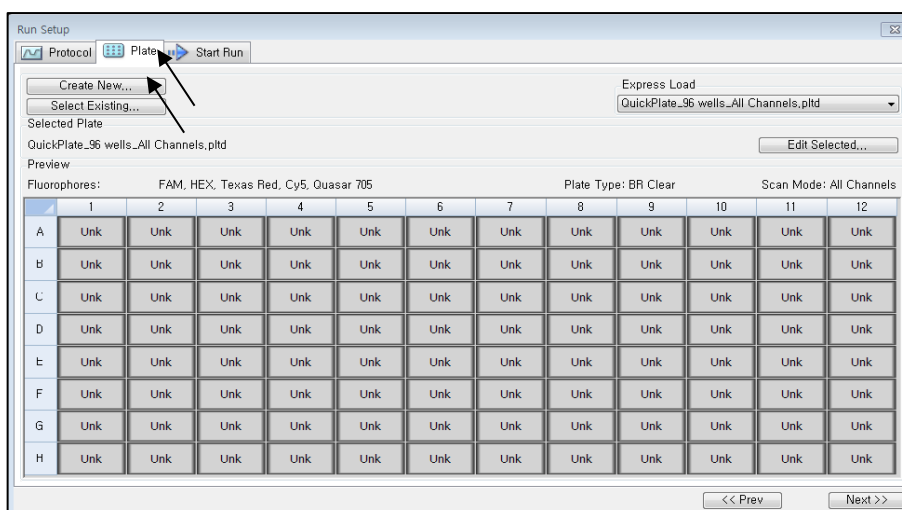 Run Setup
Protocol Plate Start Run
Create New...
Express Load
Select Existing...
QuickPlate_96 wells_All Channels.pltd
Selected Plate
QuickPlate_96 wells_All Channels.pltd
Edit Selected...
Preview
Fluorophores: FAM, HEX, Texas Red, Cy5, Quasar 705 Plate Type: BR Clear Scan Mode: All Channels
1 2 3 4 5 6 7 8 9 10 11 12
A Unk Unk Unk Unk Unk Unk Unk Unk Unk Unk Unk Unk
B Unk Unk Unk Unk Unk Unk Unk Unk Unk Unk Unk Unk
C Unk Unk Unk Unk Unk Unk Unk Unk Unk Unk Unk Unk
D Unk Unk Unk Unk Unk Unk Unk Unk Unk Unk Unk Unk
E Unk Unk Unk Unk Unk Unk Unk Unk Unk Unk Unk Unk
F Unk Unk Unk Unk Unk Unk Unk Unk Unk Unk Unk Unk
G Unk Unk Unk Unk Unk Unk Unk Unk Unk Unk Unk Unk
H Unk Unk Unk Unk Unk Unk Unk Unk Unk Unk Unk Unk
<< Prev Next >>